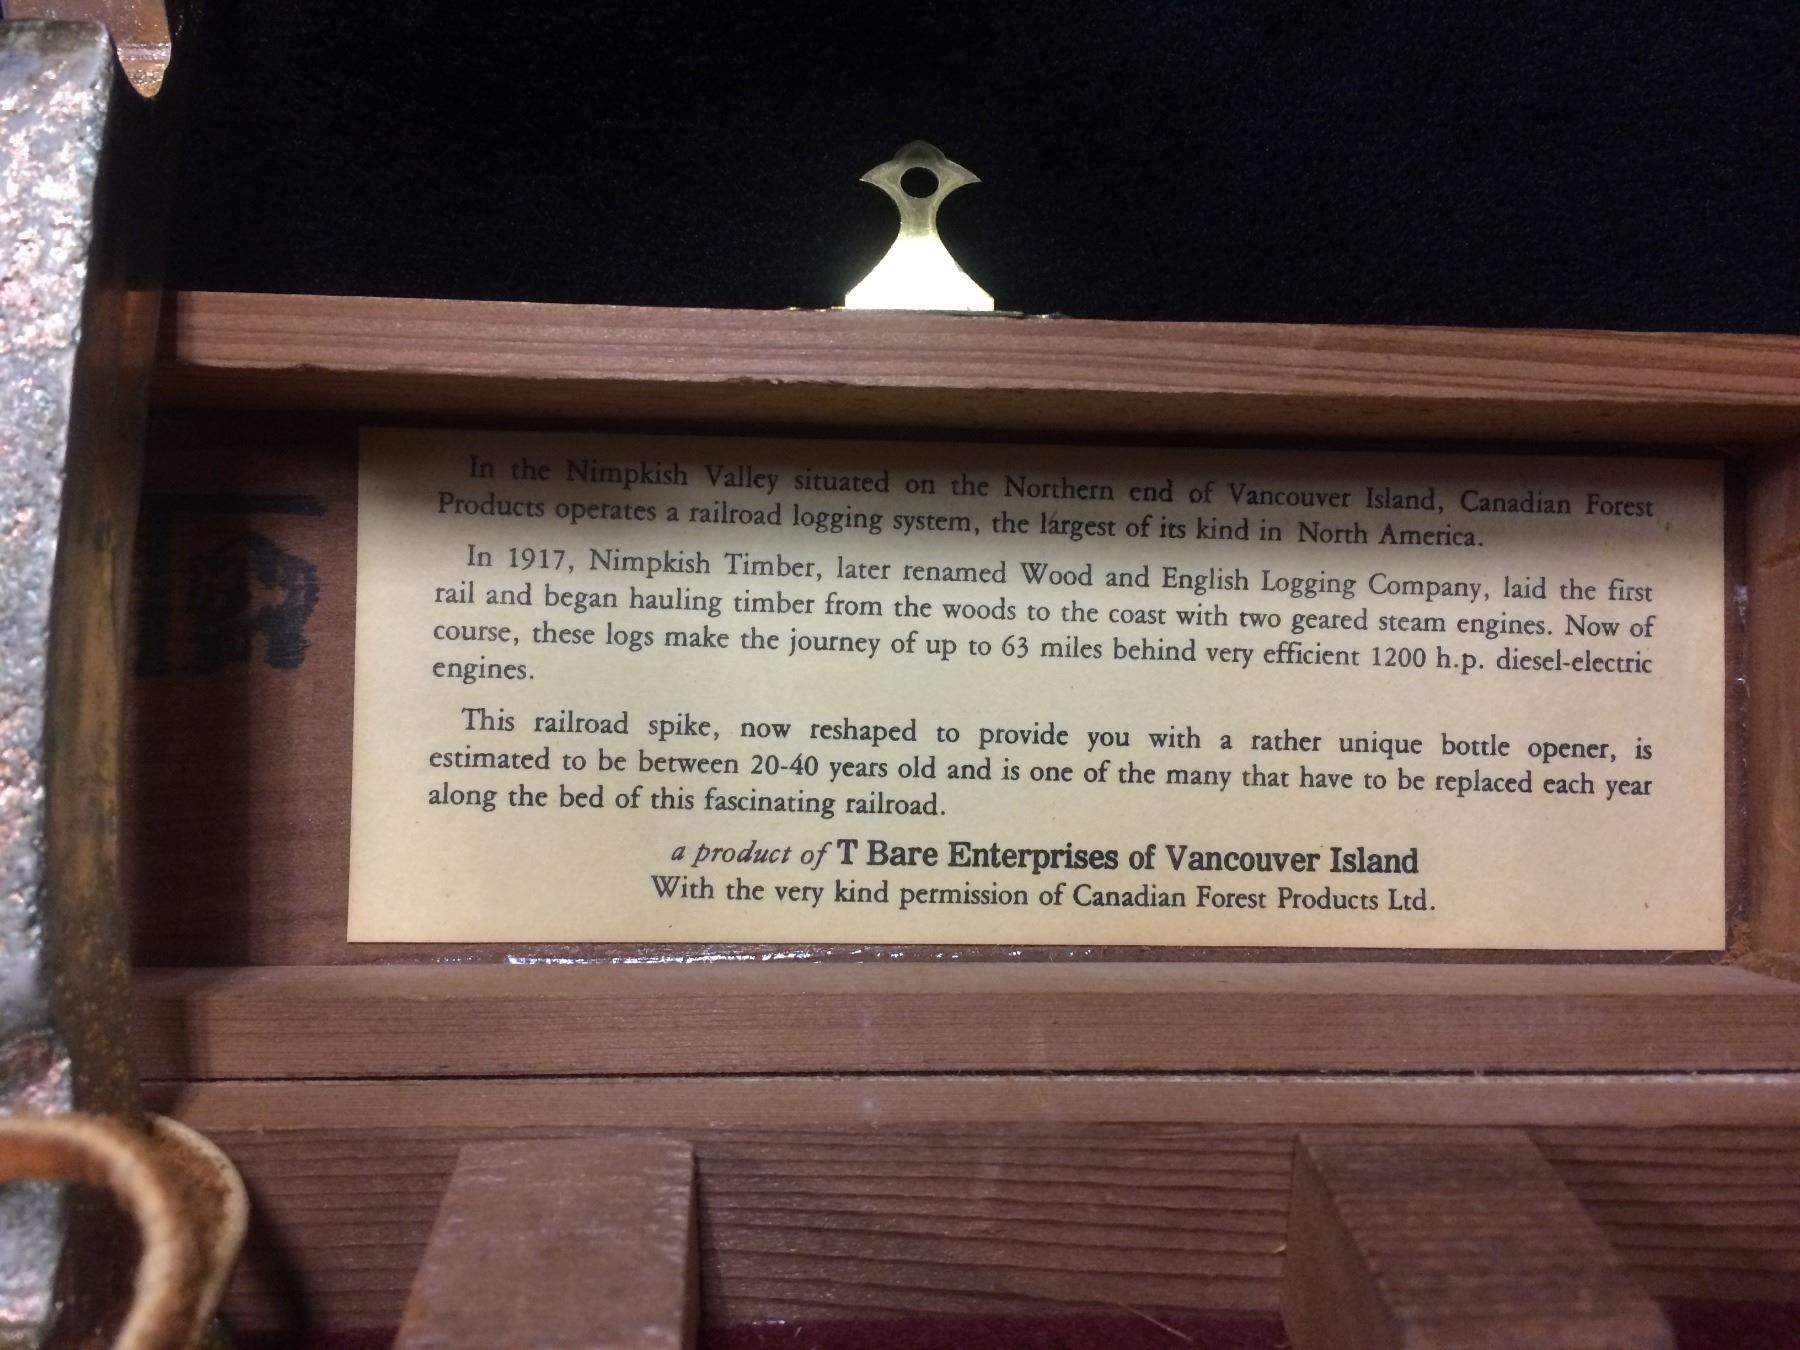 In the Nimpkish Valley situated on the Northern end of Vancouver Island, Canadian Forest
Products operates a railroad logging system, the largest of its kind in North America.
In 1917, Nimpkish Timber, later renamed Wood and English Logging Company, laid the first
rail and began hauling timber from the woods to the coast with two geared steam engines. Now of
course, these logs make the journey of up to 63 miles behind very efficient 1200 h.p. diesel-electric
engines.
This railroad spike, now reshaped to provide you with a rather unique bottle opener, is
estimated to be between 20-40 years old and is one of the many that have to be replaced each year
along the bed of this fascinating railroad.
a product of T Bare Enterprises of Vancouver Island
With the very kind permission of Canadian Forest Products Ltd.